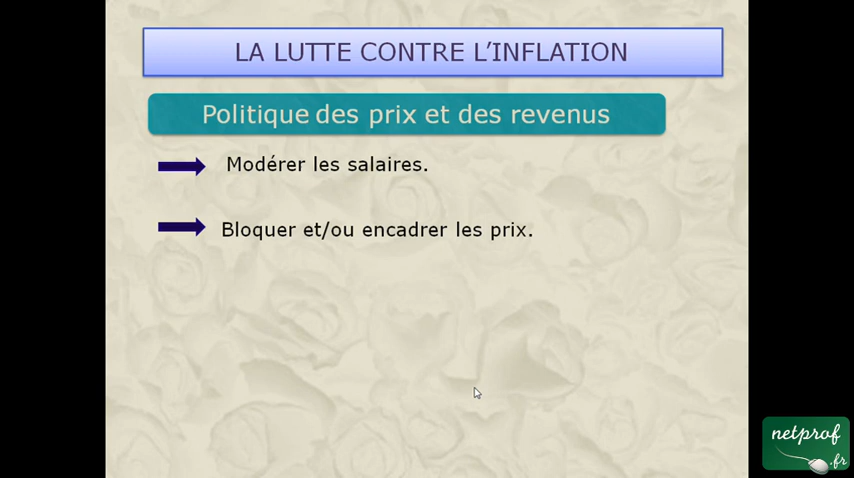 LA LUTTE CONTRE L'INFLATION
Politique des prix et des revenus
Modérer les salaires.
Bloquer et/ou encadrer les prix.
netprof
.fr